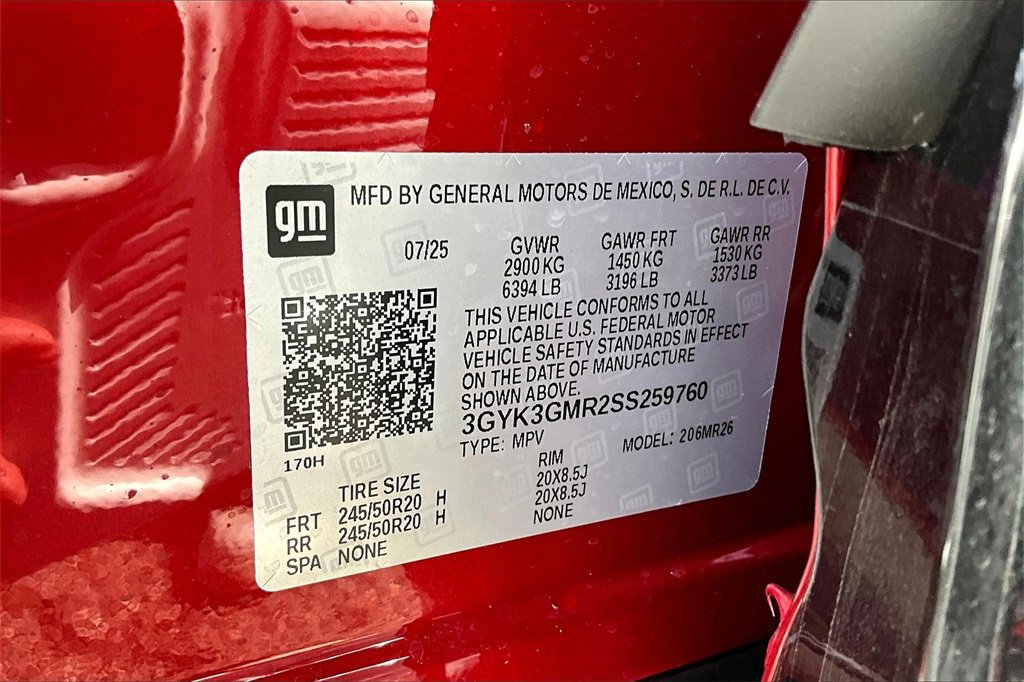 gm
MFD BY GENERAL MOTORS DE MEXICO, S. DE R.L. DE C.V.
07/25
GVWR GAWR FRT GAWR RR
2900 KG 1450 KG 1530 KG
6394 LB 3196 LB 3373 LB
THIS VEHICLE CONFORMS TO ALL
APPLICABLE U.S. FEDERAL MOTOR
VEHICLE SAFETY STANDARDS IN EFFECT
ON THE DATE OF MANUFACTURE
SHOWN ABOVE.
3GYK3GMR2SS259760
TYPE: MPV MODEL: 206MR26
170H
TIRE SIZE RIM
FRT 245/50R20 H 20X8.5J
RR 245/50R20 H 20X8.5J
SPA NONE NONE